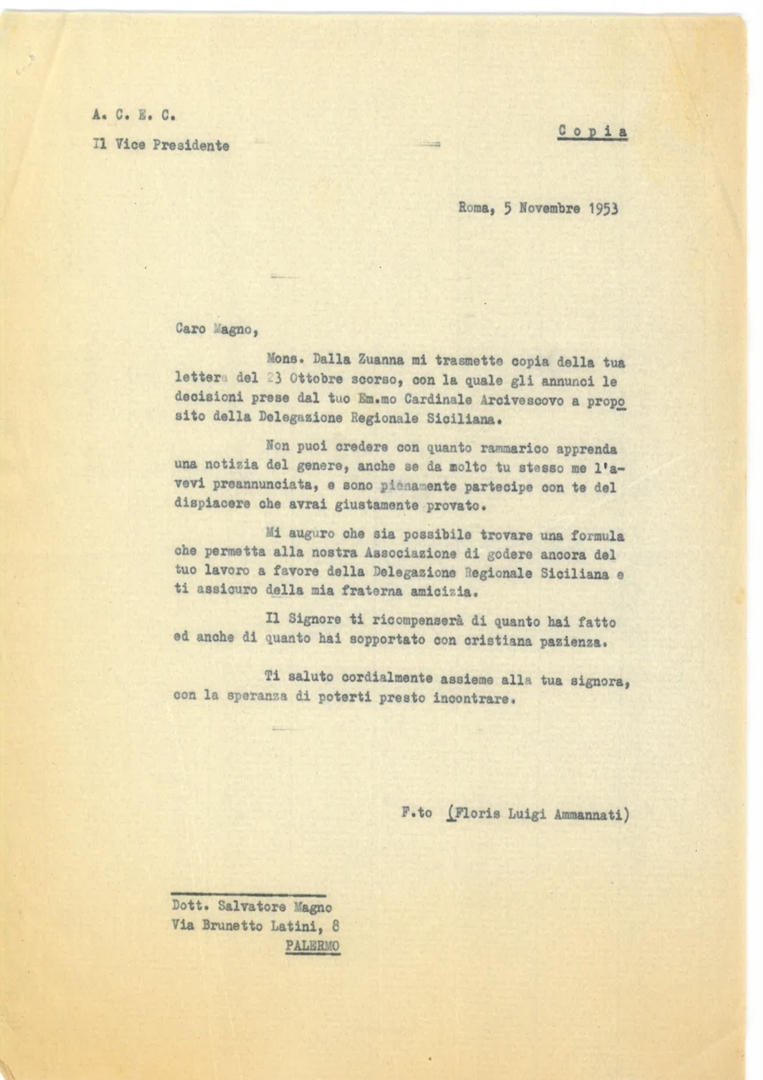 A. C. E. C.
Copia
Il Vice Presidente
Roma, 5 Novembre 1953
Caro Magno,
Mons. Dalla Zuanna mi trasmette copia della tua
lettera del 23 Ottobre scorso, con la quale gli annunci le
decisioni prese dal tuo Em.mo Cardinale Arcivescovo a propo
sito della Delegazione Regionale Siciliana.
Non puoi credere con quanto rammarico apprenda
una notizia del genere, anche se da molto tu stesso me l'a-
vevi preannunciata, e sono pienamente partecipe con te del
dispiacere che avrai giustamente provato.
Mi auguro che sia possibile trovare una formula
che permetta alla nostra Associazione di godere ancora del
tuo lavoro a favore della Delegazione Regionale Siciliana e
ti assicuro della mia fraterna amicizia.
Il Signore ti ricompenserà di quanto hai fatto
ed anche di quanto hai sopportato con cristiana pazienza.
Ti saluto cordialmente assieme alla tua signora,
con la speranza di poterti presto incontrare.
F.to (Floris Luigi Ammannati)
Dott. Salvatore Magno
Via Brunetto Latini, 8
PALERMO